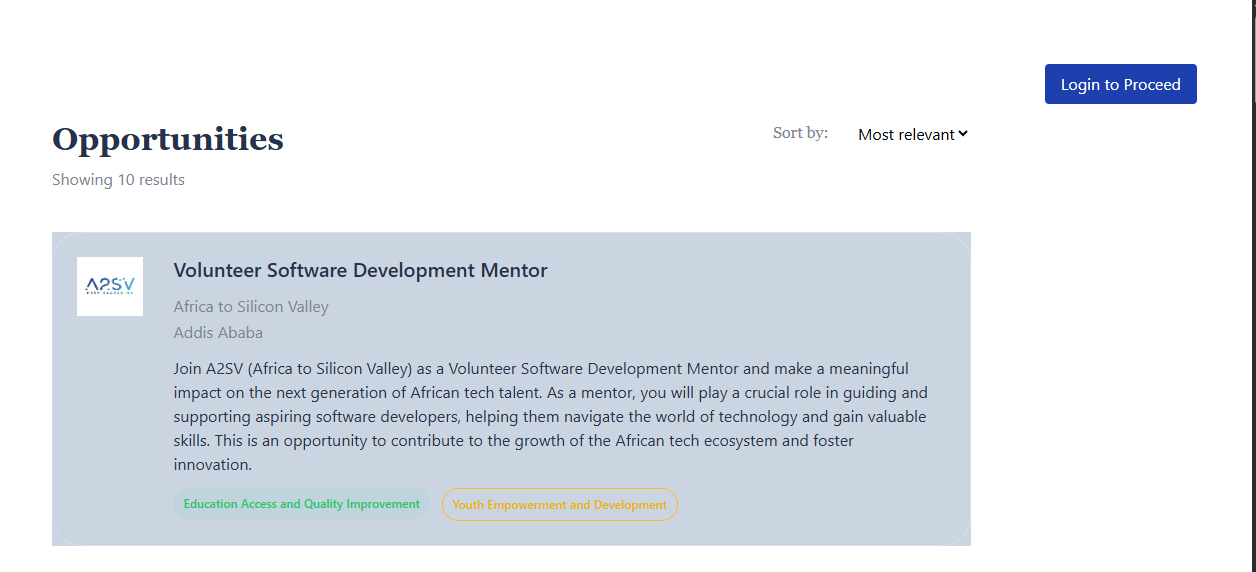 Login to Proceed
Opportunities
Sort by:
Most relevant
Showing 10 results
A2SV
Volunteer Software Development Mentor
Africa to Silicon Valley
Addis Ababa
Join A2SV (Africa to Silicon Valley) as a Volunteer Software Development Mentor and make a meaningful
impact on the next generation of African tech talent. As a mentor, you will play a crucial role in guiding and
supporting aspiring software developers, helping them navigate the world of technology and gain valuable
skills. This is an opportunity to contribute to the growth of the African tech ecosystem and foster
innovation.
Education Access and Quality Improvement
Youth Empowerment and Development